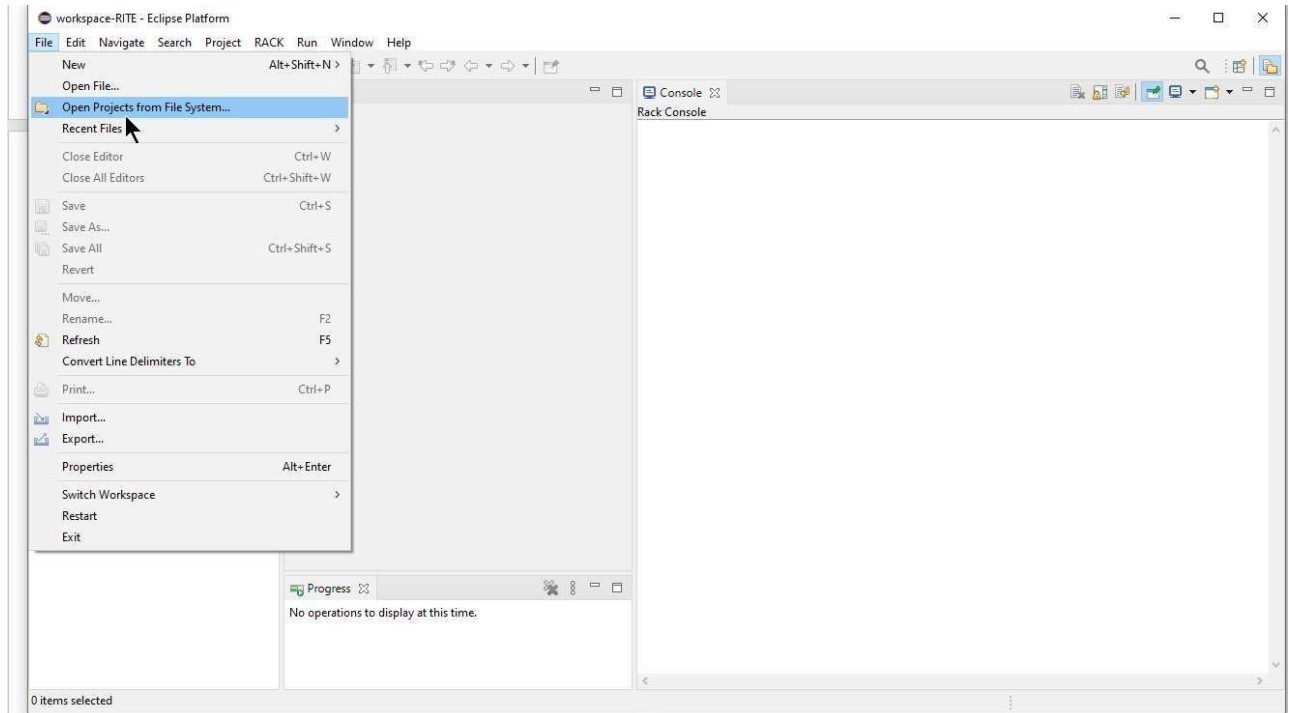 workspace-RITE - Eclipse Platform
File Edit Navigate Search Project RACK Run Window Help
New Alt+Shift+N >
Open File...
Open Projects from File System...
Recent Files >
Close Editor Ctrl+W
Close All Editors Ctrl+Shift+W
Save Ctrl+S
Save As...
Save All Ctrl+Shift+S
Revert
Move...
Rename... F2
Refresh F5
Convert Line Delimiters To >
Print... Ctrl+P
Import...
Export...
Properties Alt+Enter
Switch Workspace >
Restart
Exit
Console
Rack Console
Progress
No operations to display at this time.
0 items selected